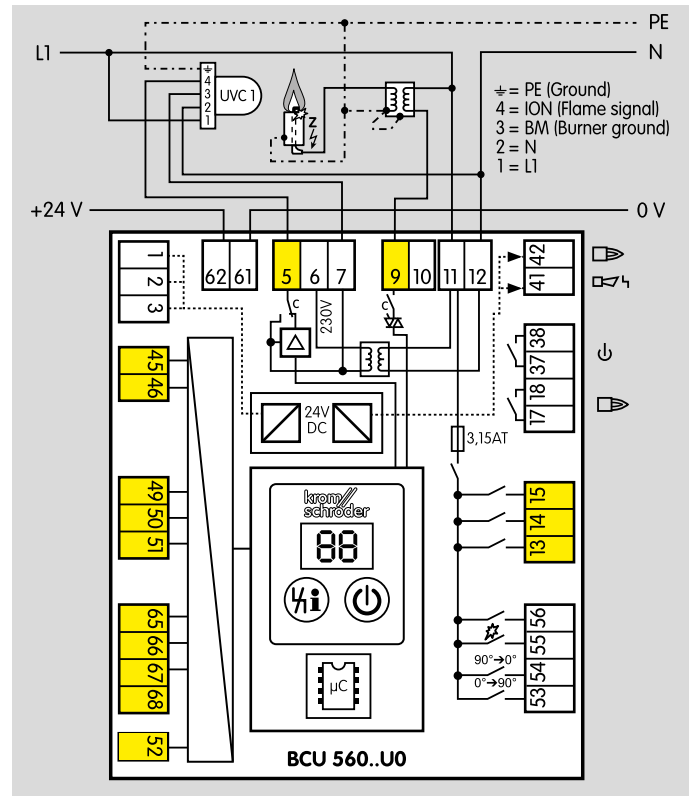 PE
L1
N
4
3
2
1
UVC 1
Z
= PE (Ground)
4 = ION (Flame signal)
3 = BM (Burner ground)
2 = N
1 = L1
+24 V
0 V
1
2
3
62 61
5 6 7
9 10 11 12
42
41
c
230V
c
38
37
18
17
45
46
24V
DC
3,15AT
49
50
51
krom
schröder
88
15
14
13
i
65
66
67
68
56
55
54
53
90°→0°
0°→90°
µC
52
BCU 560..U0